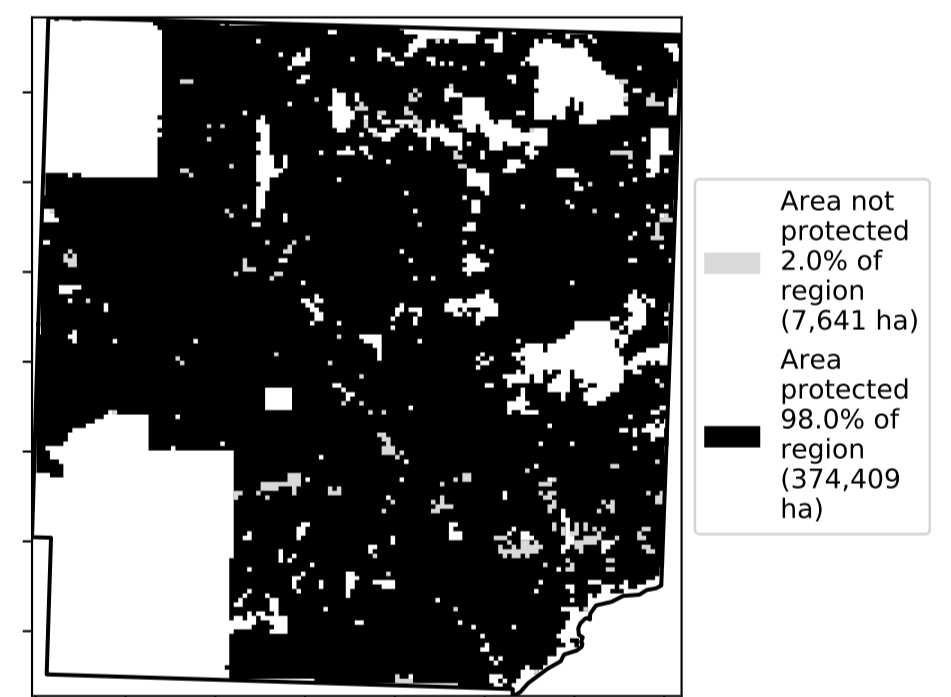 Area not
protected
2.0% of
region
(7,641 ha)
Area
protected
98.0% of
region
(374,409
ha)